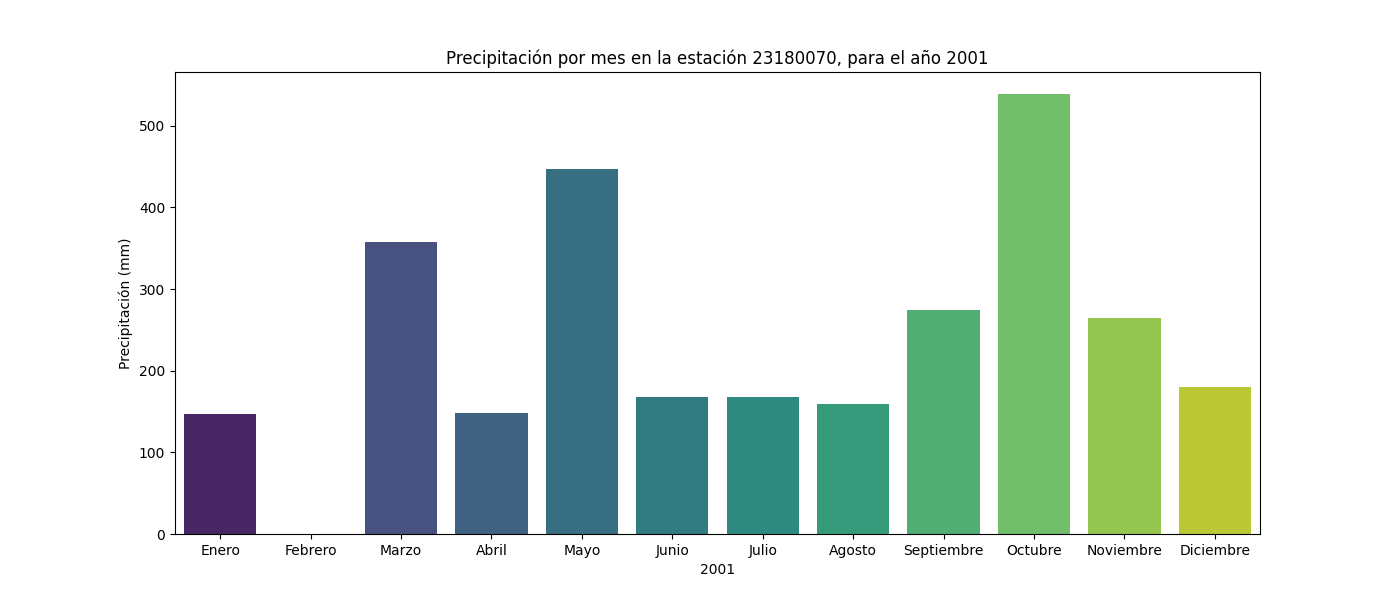 Precipitación por mes en la estación 23180070, para el año 2001
Precipitación (mm)
500
400
300
200
100
0
Enero Febrero Marzo Abril Mayo Junio Julio Agosto Septiembre Octubre Noviembre Diciembre
2001